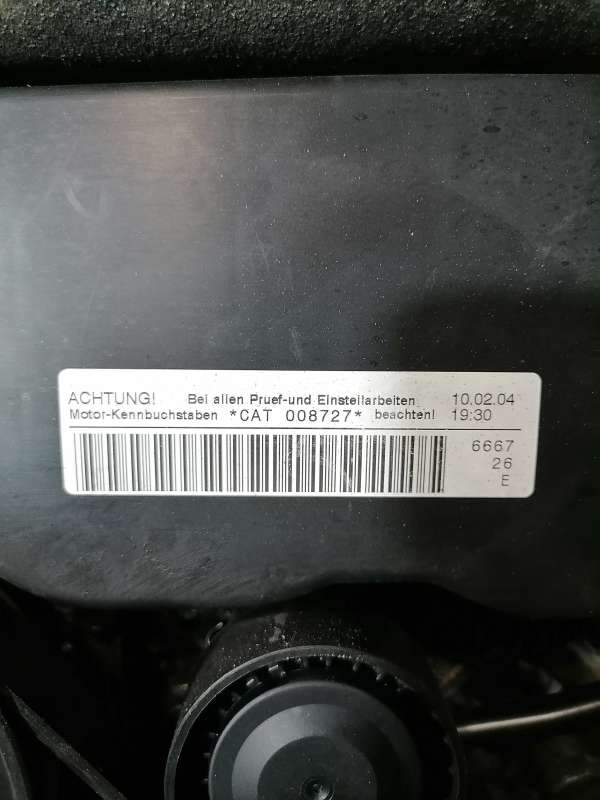 ACHTUNG! Bei allen Pruef-und Einstellarbeiten 10.02.04
Motor-Kennbuchstaben *CAT 008727* beachten! 19:30
6667
26
E